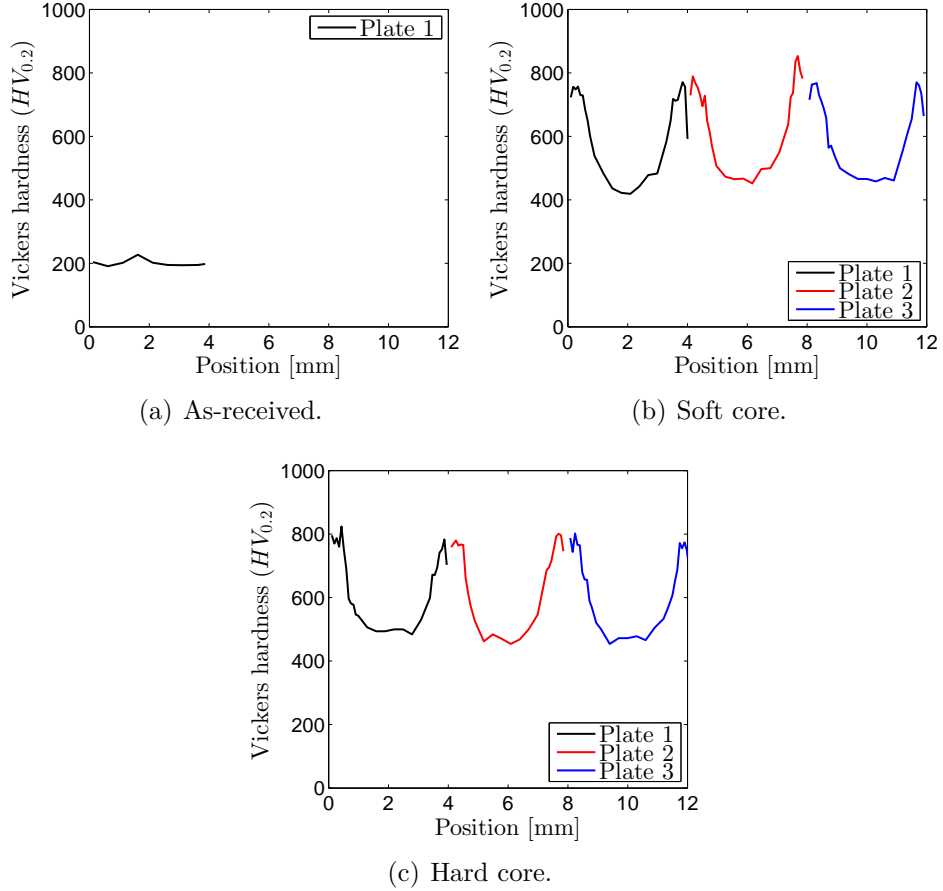 1000
800
600
400
200
0
Vickers hardness (HV0.2)
Plate 1
0 2 4 6 8 10 12
Position [mm]
(a) As-received.
1000
800
600
400
200
0
Vickers hardness (HV0.2)
Plate 1
Plate 2
Plate 3
0 2 4 6 8 10 12
Position [mm]
(b) Soft core.
1000
800
600
400
200
0
Vickers hardness (HV0.2)
Plate 1
Plate 2
Plate 3
0 2 4 6 8 10 12
Position [mm]
(c) Hard core.